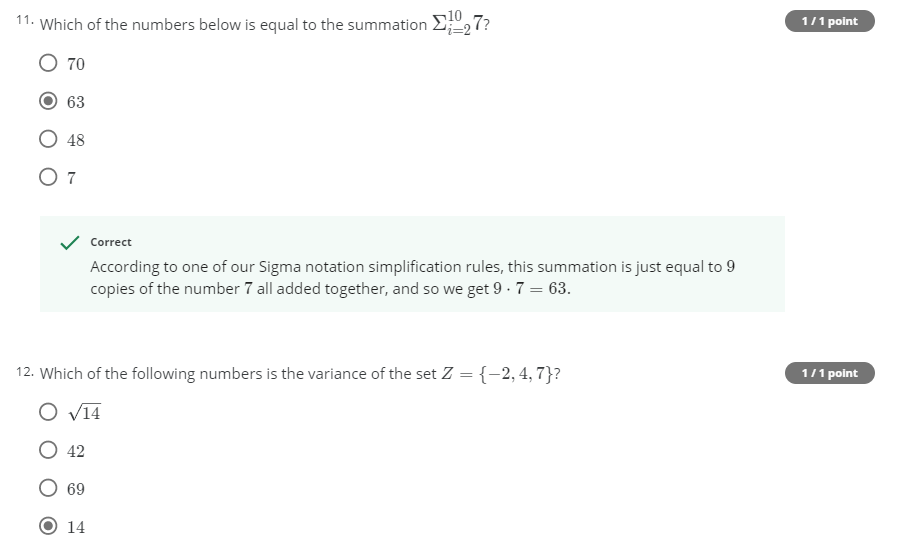 11. Which of the numbers below is equal to the summation Σ_{i=2}^{10} 7? 1 / 1 point
70
63
48
7
Correct
According to one of our Sigma notation simplification rules, this summation is just equal to 9
copies of the number 7 all added together, and so we get 9 · 7 = 63.
12. Which of the following numbers is the variance of the set Z = {−2, 4, 7}? 1 / 1 point
√14
42
69
14